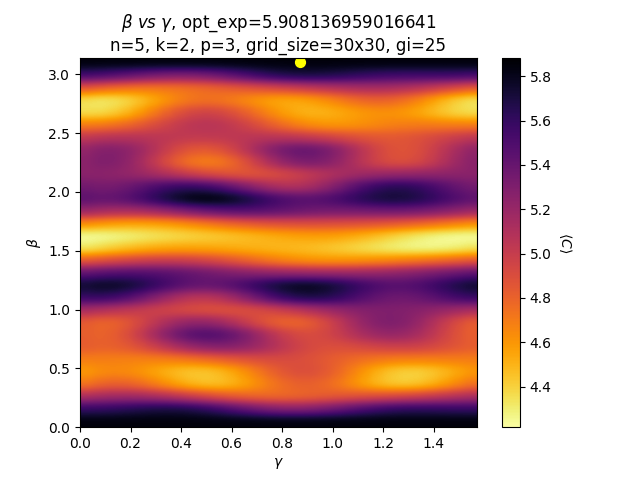 β vs γ, opt_exp=5.908136959016641
n=5, k=2, p=3, grid_size=30x30, gi=25
3.0
2.5
2.0
1.5
1.0
0.5
0.0
β
0.0 0.2 0.4 0.6 0.8 1.0 1.2 1.4
γ
5.8
5.6
5.4
5.2
5.0
4.8
4.6
4.4
⟨C⟩